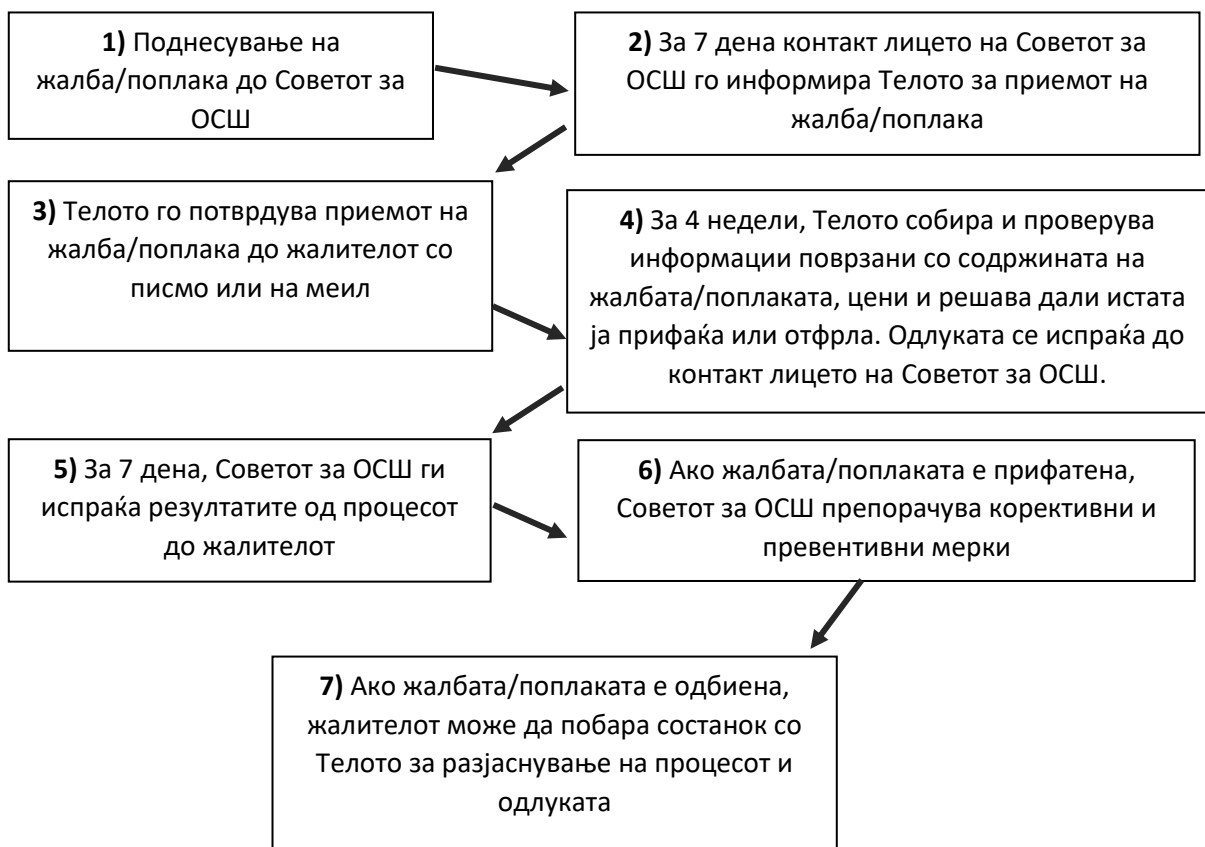 1) Поднесување на
жалба/поплака до Советот за
ОСШ
2) За 7 дена контакт лицето на Советот за
ОСШ го информира Телото за приемот на
жалба/поплака
3) Телото го потврдува приемот на
жалба/поплака до жалителот со
писмо или на меил
4) За 4 недели, Телото собира и проверува
информации поврзани со содржината на
жалбата/поплаката, цени и решава дали истата
ја прифаќа или отфрла. Одлуката се испраќа до
контакт лицето на Советот за ОСШ.
5) За 7 дена, Советот за ОСШ ги
испраќа резултатите од процесот
до жалителот
6) Ако жалбата/поплаката е прифатена,
Советот за ОСШ препорачува корективни и
превентивни мерки
7) Ако жалбата/поплаката е одбиена,
жалителот може да побара состанок со
Телото за разјаснување на процесот и
одлуката